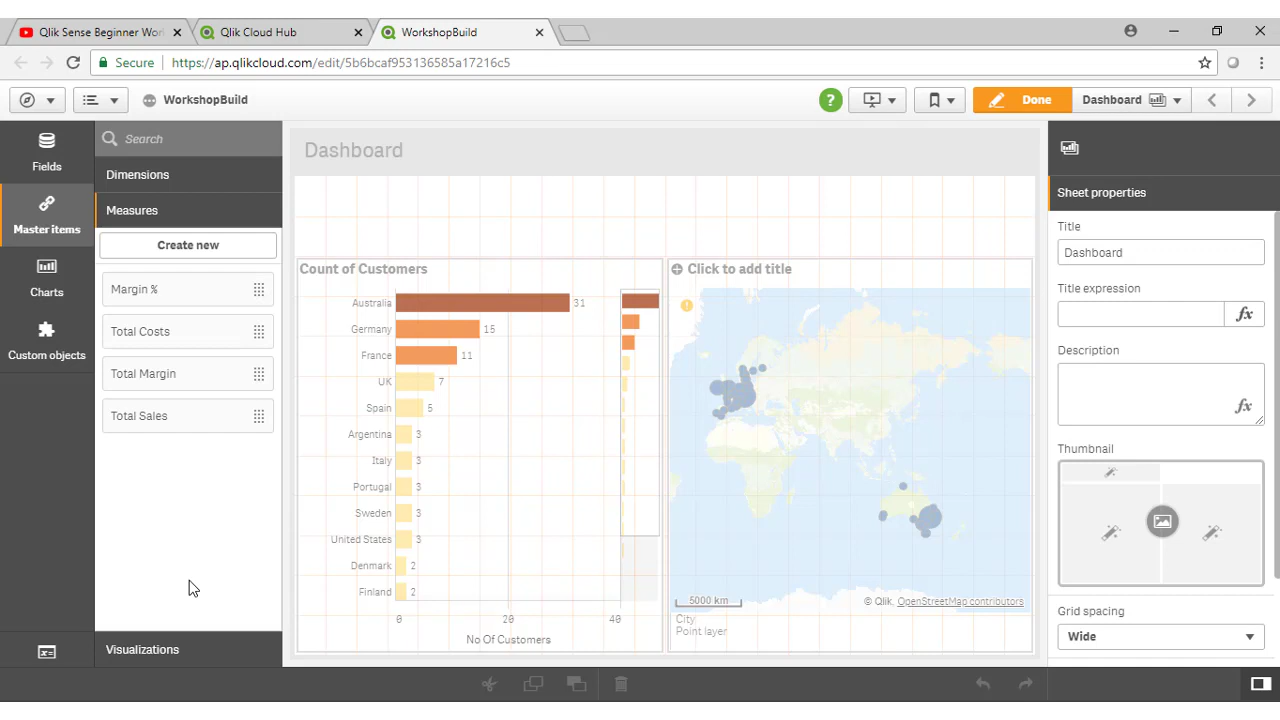 Qlik Sense Beginner Wor
Qlik Cloud Hub
WorkshopBuild
Secure
https://ap.qlikcloud.com/edit/5b6bcaf953136585a17216c5
WorkshopBuild
?
Done
Dashboard
Fields
Master items
Charts
Custom objects
Search
Dimensions
Measures
Create new
Margin %
Total Costs
Total Margin
Total Sales
Visualizations
Dashboard
Count of Customers
Australia 31
Germany 15
France 11
UK 7
Spain 5
Argentina 3
Italy 3
Portugal 3
Sweden 3
United States 3
Denmark 2
Finland 2
0 20 40
No Of Customers
Click to add title
5000 km
© Qlik, OpenStreetMap contributors
City
Point layer
Sheet properties
Title
Dashboard
Title expression
fx
Description
fx
Thumbnail
Grid spacing
Wide